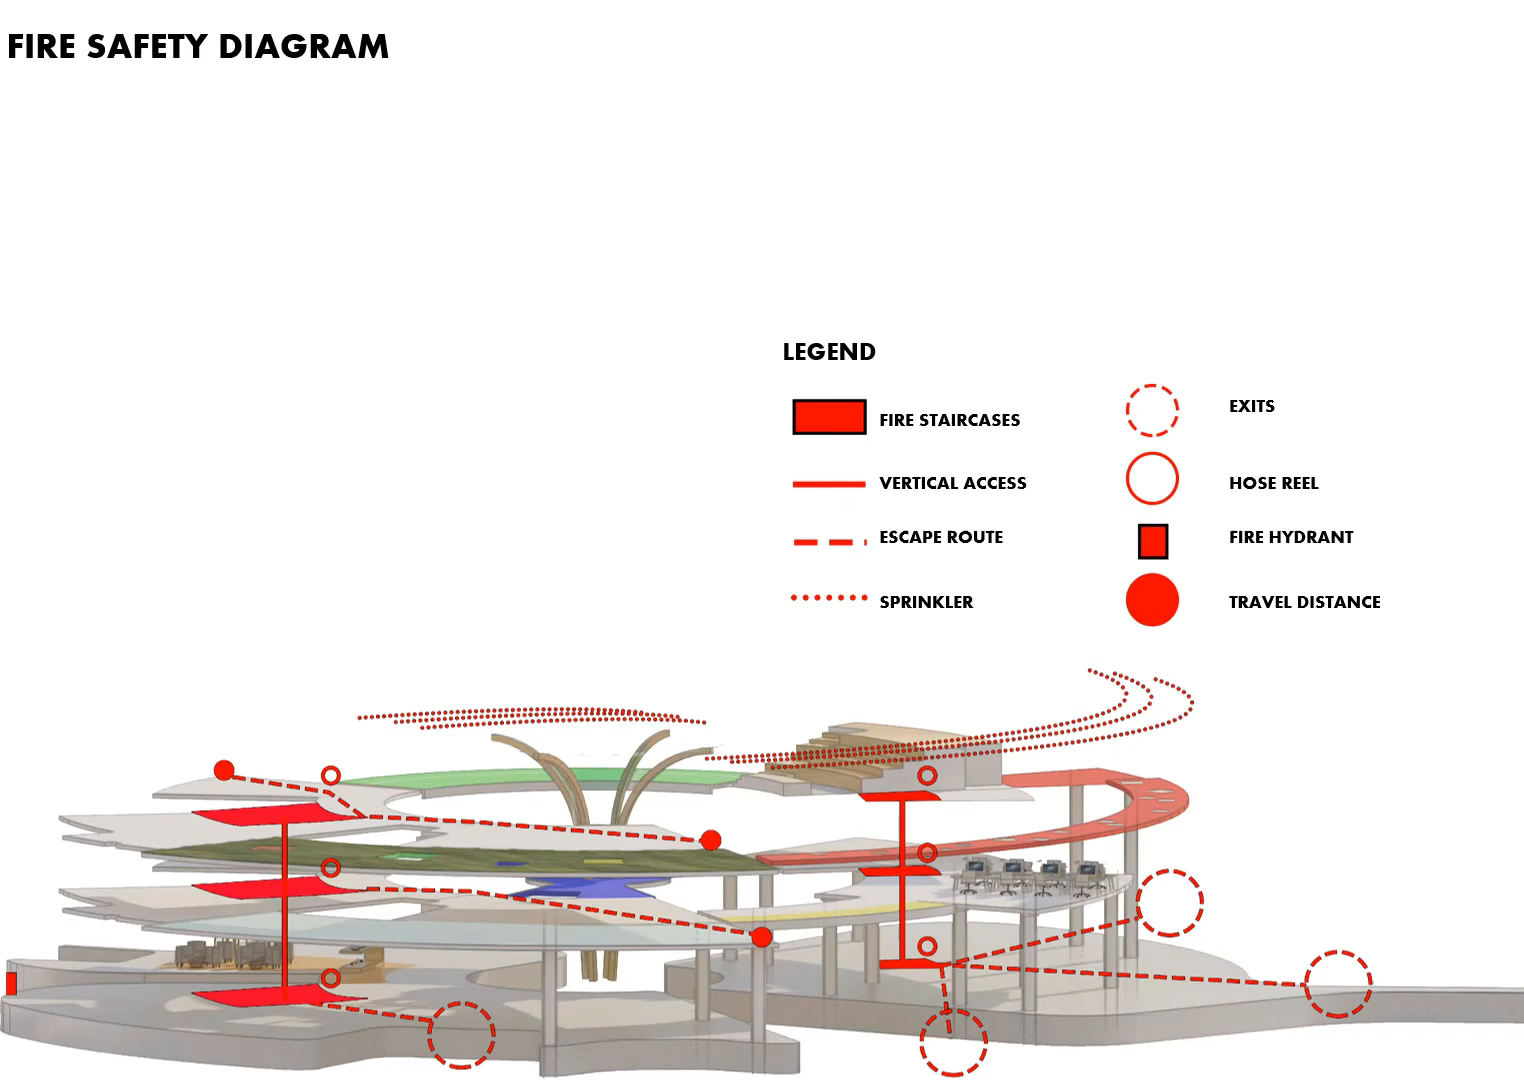 FIRE SAFETY DIAGRAM
LEGEND
FIRE STAIRCASES
EXITS
VERTICAL ACCESS
HOSE REEL
ESCAPE ROUTE
FIRE HYDRANT
SPRINKLER
TRAVEL DISTANCE